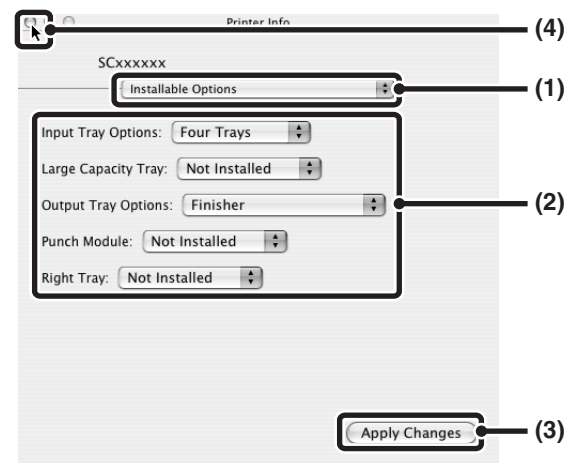 Printer Info
(4)
SCxxxxxx
Installable Options
(1)
Input Tray Options: Four Trays
Large Capacity Tray: Not Installed
Output Tray Options: Finisher
(2)
Punch Module: Not Installed
Right Tray: Not Installed
Apply Changes
(3)